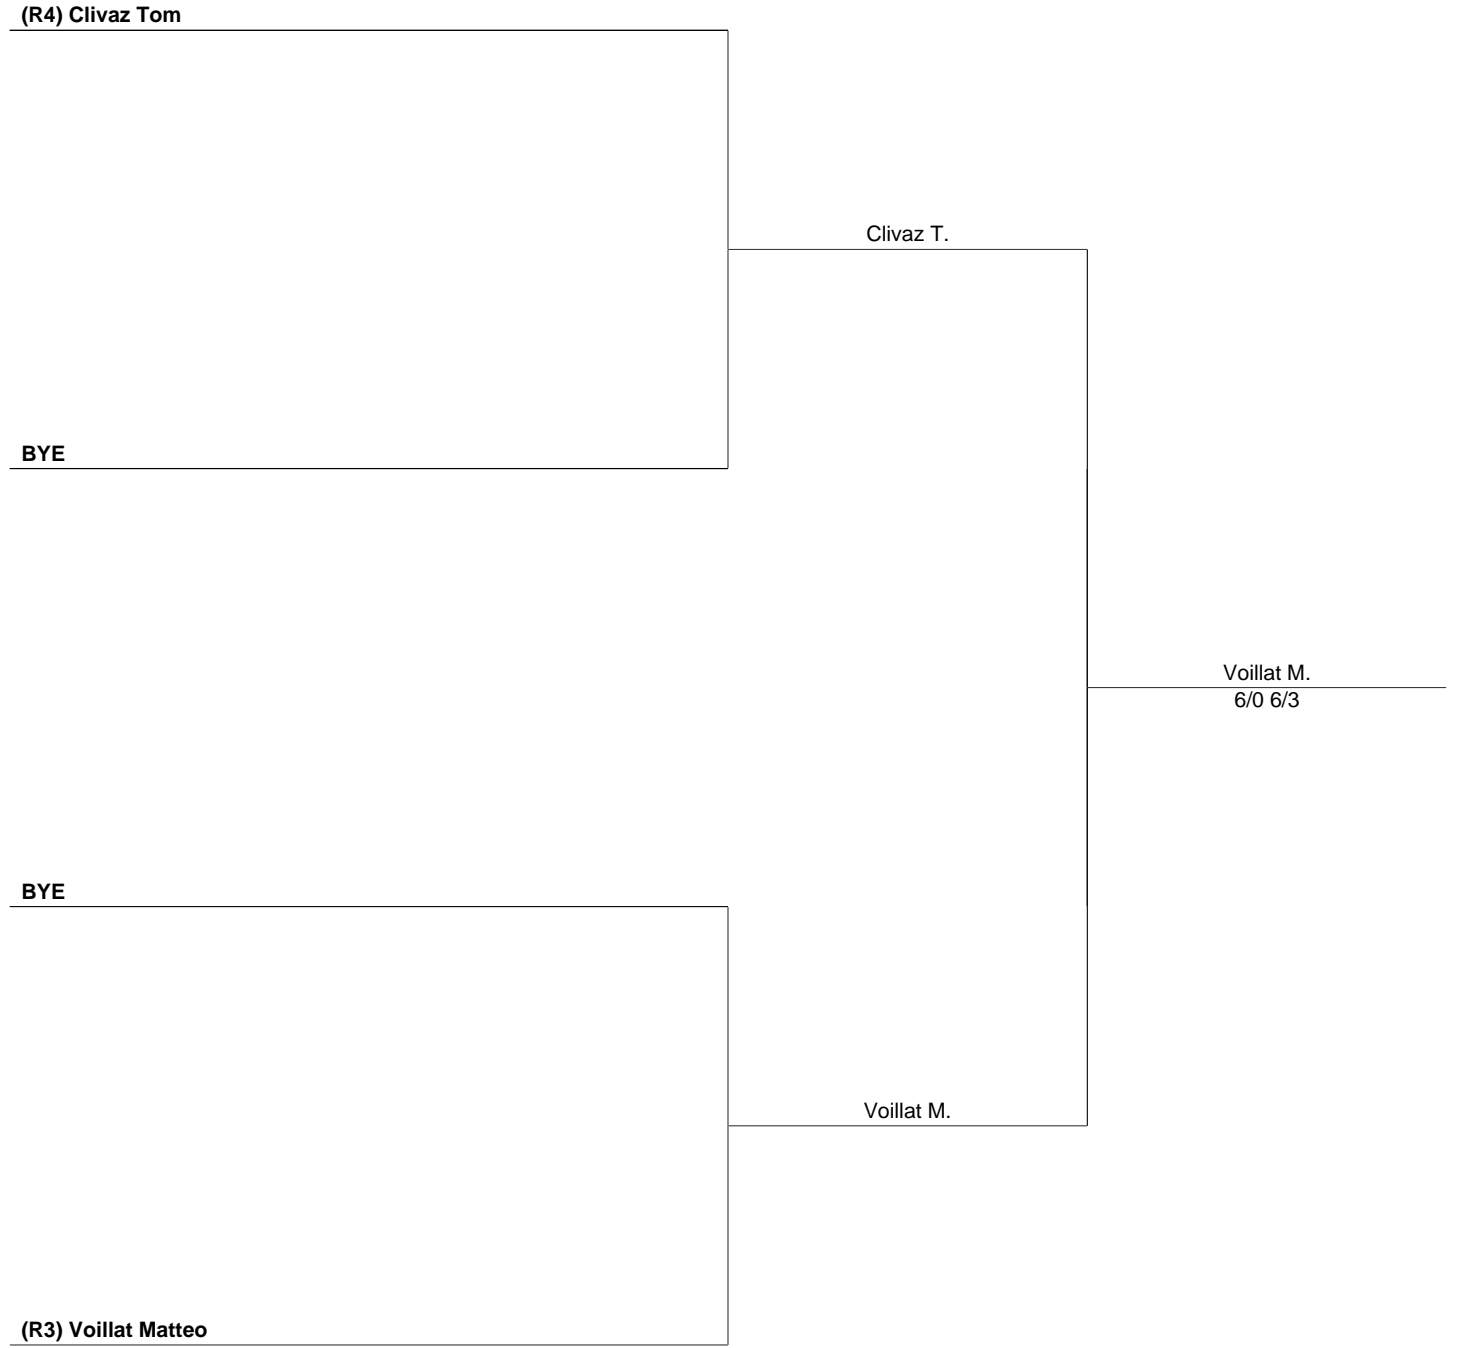 (R4) Clivaz Tom
Clivaz T.
BYE
Voillat M.
6/0 6/3
BYE
Voillat M.
(R3) Voillat Matteo